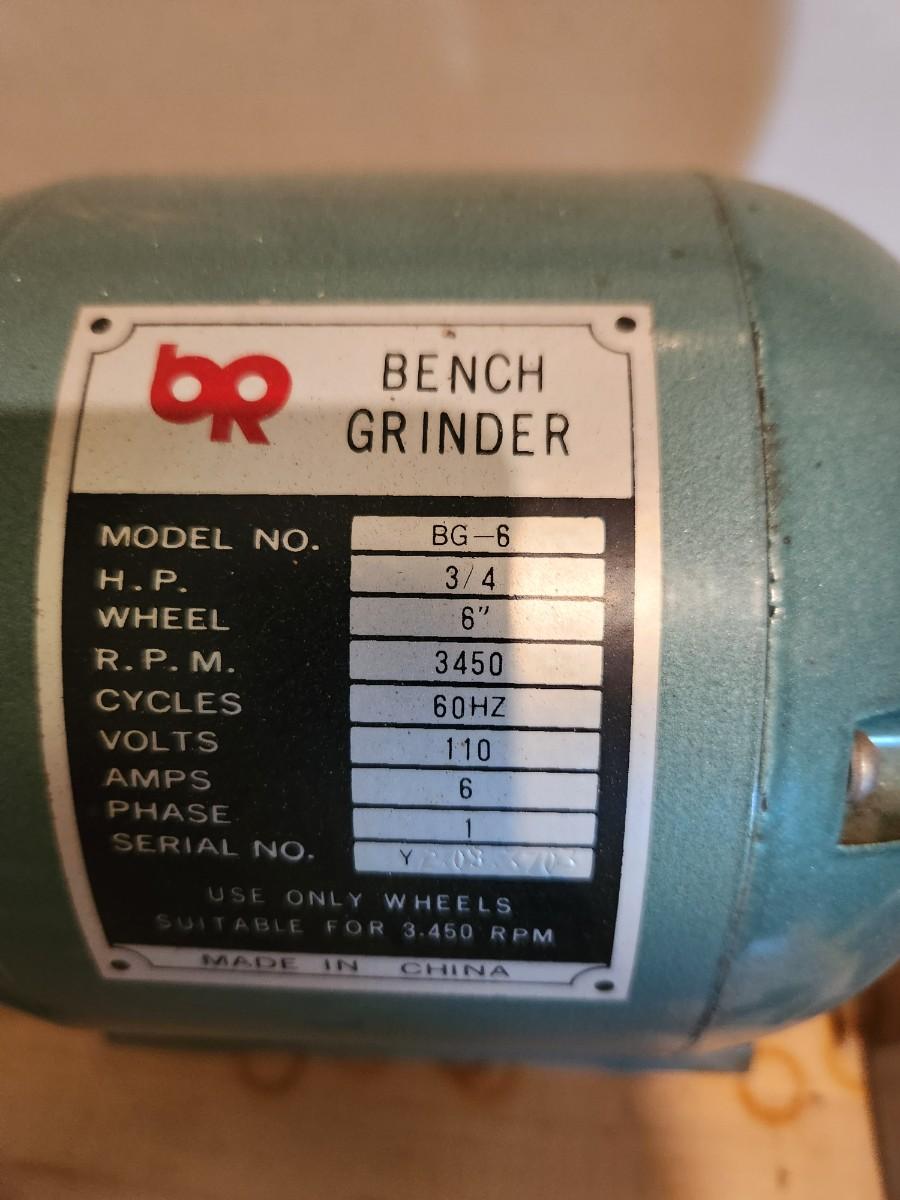 bR
BENCH
GRINDER
MODEL NO. BG-6
H.P. 3/4
WHEEL 6"
R.P.M. 3450
CYCLES 60HZ
VOLTS 110
AMPS 6
PHASE 1
SERIAL NO. Y
USE ONLY WHEELS
SUITABLE FOR 3.450 RPM
MADE IN CHINA